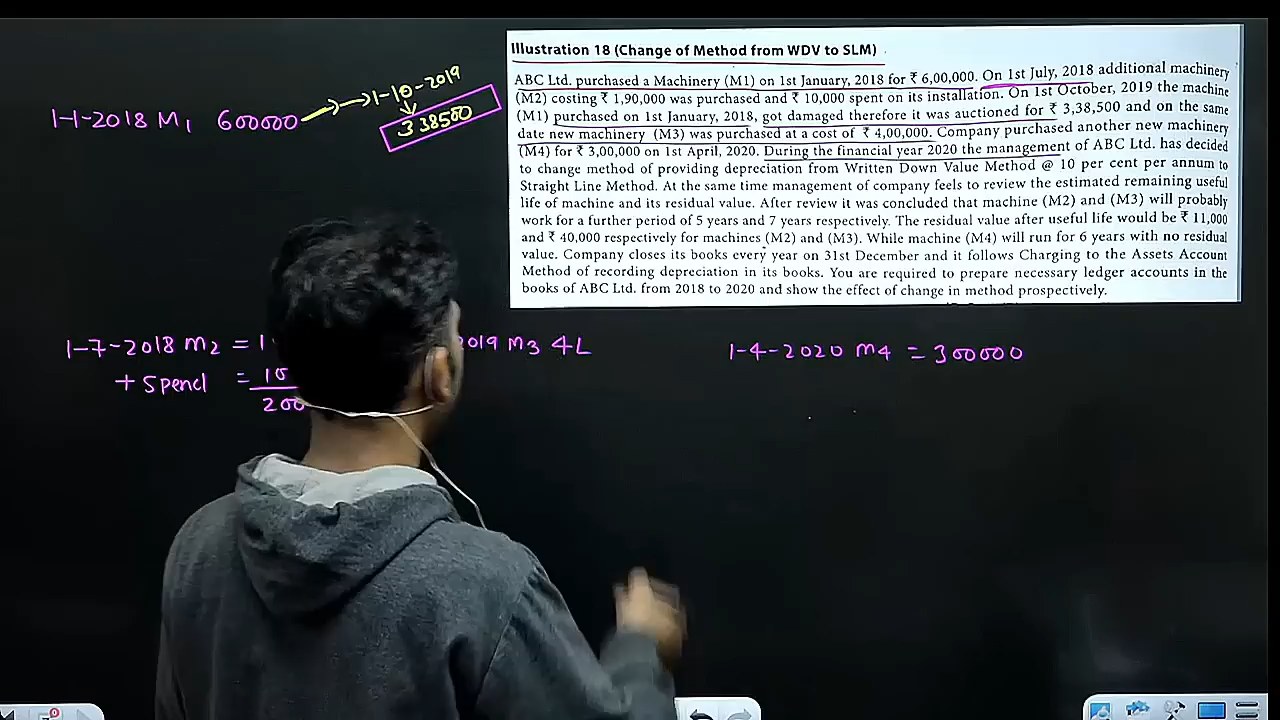 Illustration 18 (Change of Method from WDV to SLM)
ABC Ltd. purchased a Machinery (M1) on 1st January, 2018 for ₹ 6,00,000. On 1st July, 2018 additional machinery
(M2) costing ₹ 1,90,000 was purchased and ₹ 10,000 spent on its installation. On 1st October, 2019 the machine
(M1) purchased on 1st January, 2018, got damaged therefore it was auctioned for ₹ 3,38,500 and on the same
date new machinery (M3) was purchased at a cost of ₹ 4,00,000. Company purchased another new machinery
(M4) for ₹ 3,00,000 on 1st April, 2020. During the financial year 2020 the management of ABC Ltd. has decided
to change method of providing depreciation from Written Down Value Method @ 10 per cent per annum to
Straight Line Method. At the same time management of company feels to review the estimated remaining useful
life of machine and its residual value. After review it was concluded that machine (M2) and (M3) will probably
work for a further period of 5 years and 7 years respectively. The residual value after useful life would be ₹ 11,000
and ₹ 40,000 respectively for machines (M2) and (M3). While machine (M4) will run for 6 years with no residual
value. Company closes its books every year on 31st December and it follows Charging to the Assets Account
Method of recording depreciation in its books. You are required to prepare necessary ledger accounts in the
books of ABC Ltd. from 2018 to 2020 and show the effect of change in method prospectively.
1-1-2018 M1 600000 →→1-10-2019
338500
1-7-2018 M2 = 1
+ Spend = 10
200
2019 M3 4L
1-4-2020 M4 = 300000